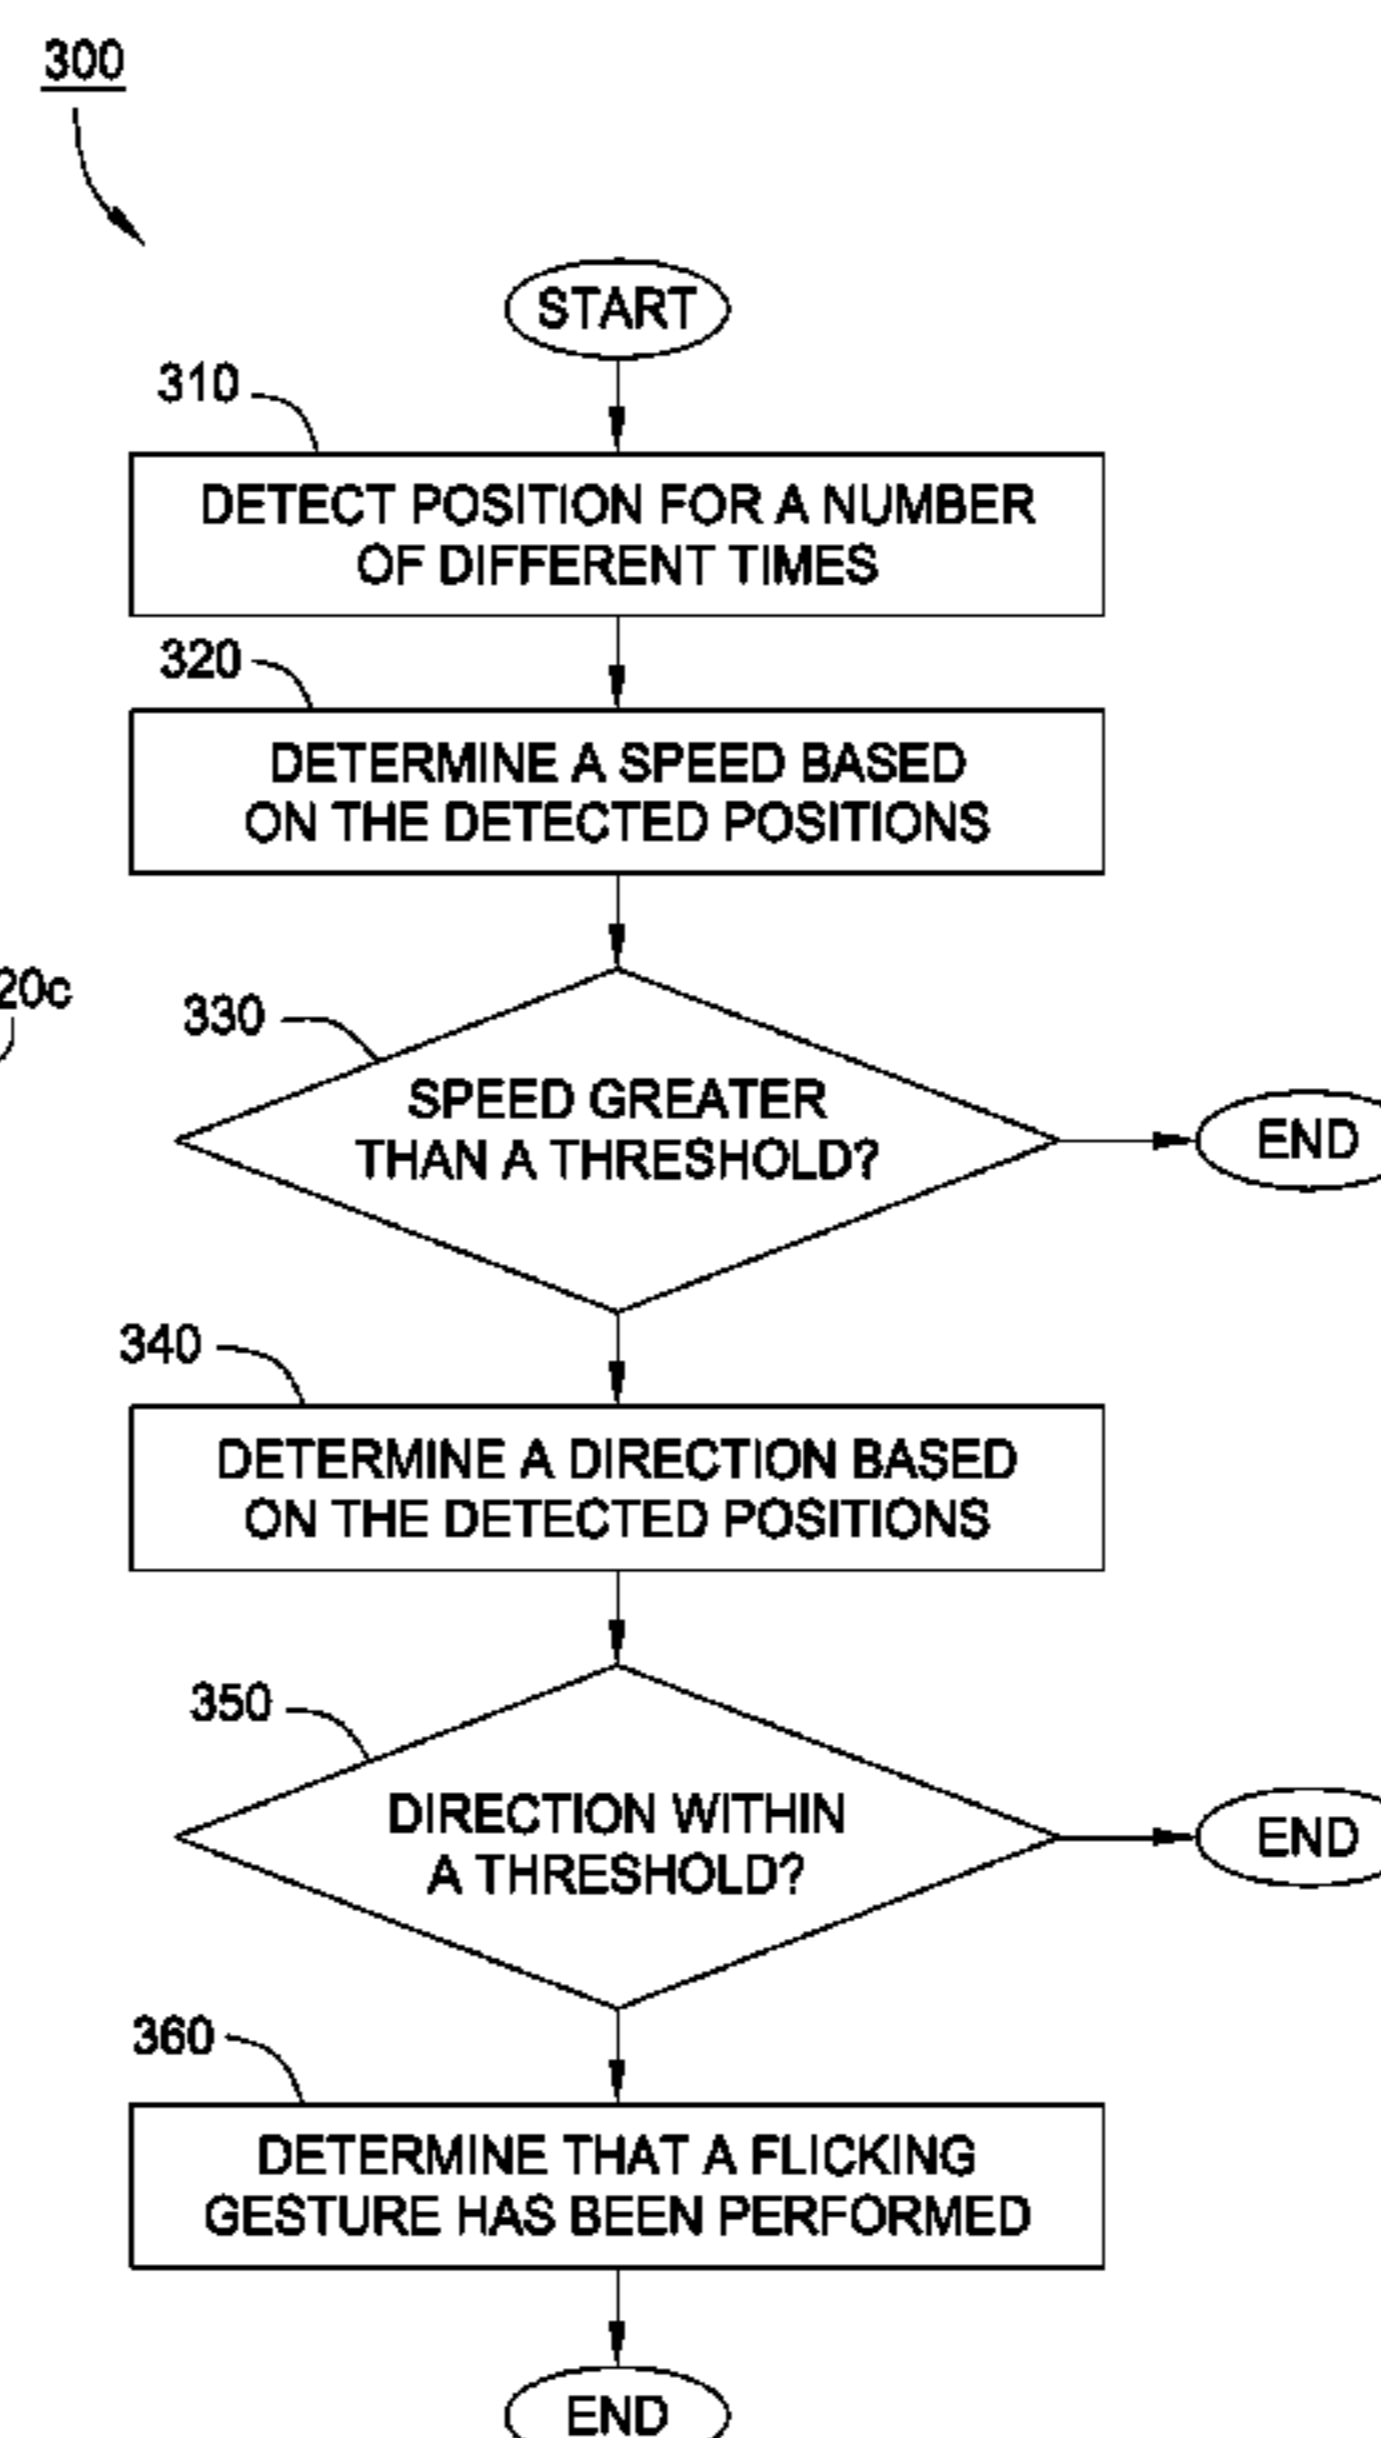 300
START
310
DETECT POSITION FOR A NUMBER
OF DIFFERENT TIMES
320
DETERMINE A SPEED BASED
ON THE DETECTED POSITIONS
20c
330
SPEED GREATER
THAN A THRESHOLD?
END
340
DETERMINE A DIRECTION BASED
ON THE DETECTED POSITIONS
350
DIRECTION WITHIN
A THRESHOLD?
END
360
DETERMINE THAT A FLICKING
GESTURE HAS BEEN PERFORMED
END